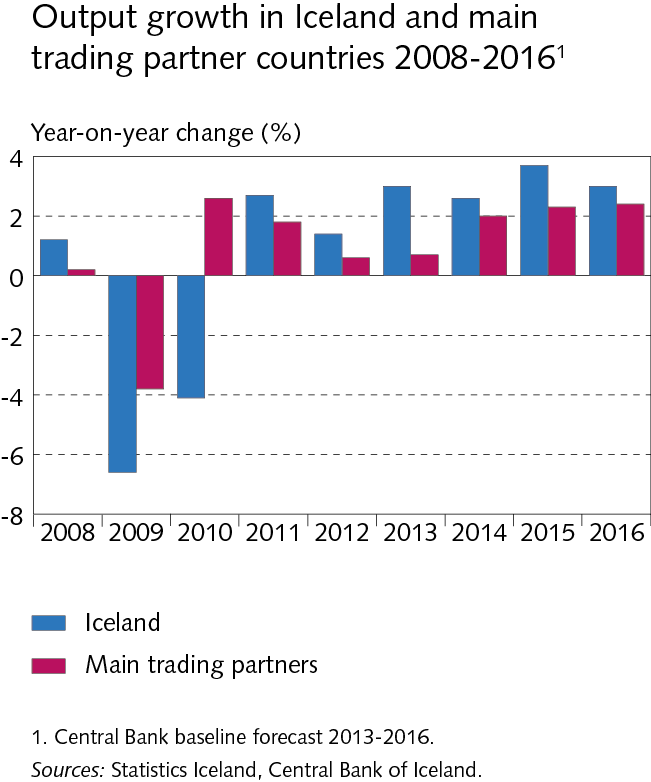 Output growth in Iceland and main
trading partner countries 2008-2016¹
Year-on-year change (%)
4
2
0
-2
-4
-6
-8
2008 2009 2010 2011 2012 2013 2014 2015 2016
Iceland
Main trading partners
1. Central Bank baseline forecast 2013-2016.
Sources: Statistics Iceland, Central Bank of Iceland.